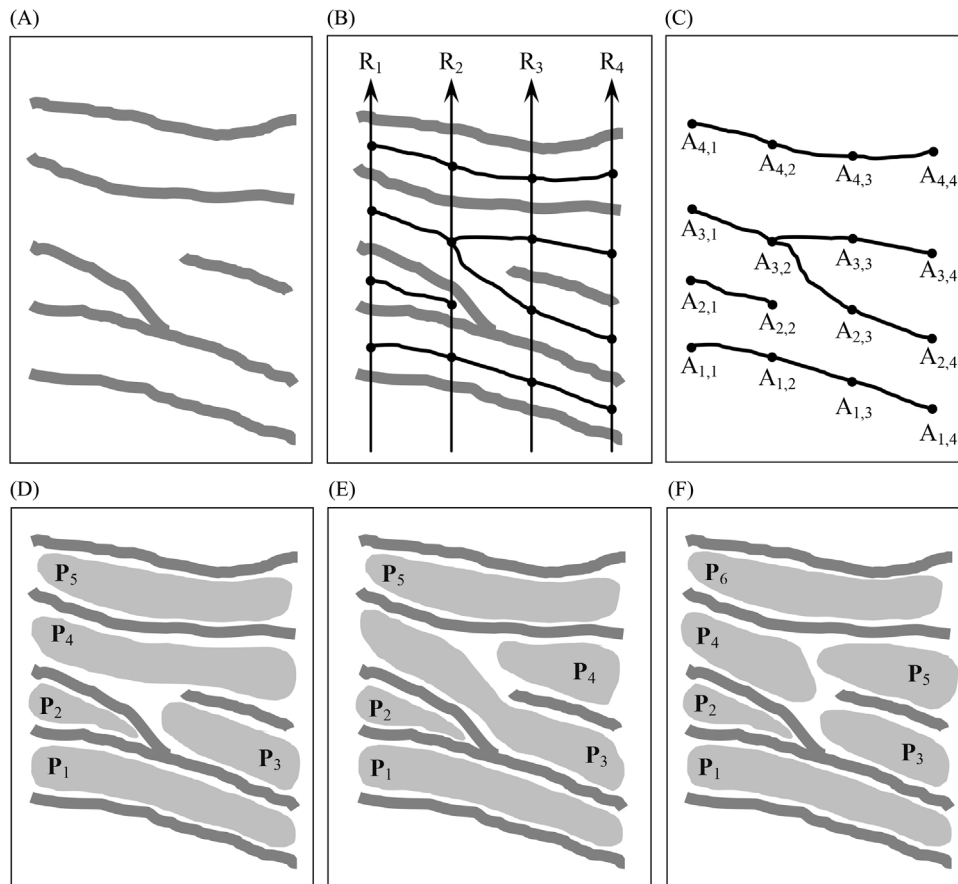 (A)
(B)
(C)
R₁ R₂ R₃ R₄
A₄,₁
A₄,₂
A₄,₃
A₄,₄
A₃,₁
A₃,₂
A₃,₃
A₃,₄
A₂,₁
A₂,₂
A₂,₃
A₂,₄
A₁,₁
A₁,₂
A₁,₃
A₁,₄
(D)
P₅
P₄
P₂
P₃
P₁
(E)
P₅
P₄
P₂
P₃
P₁
(F)
P₆
P₄
P₅
P₂
P₃
P₁